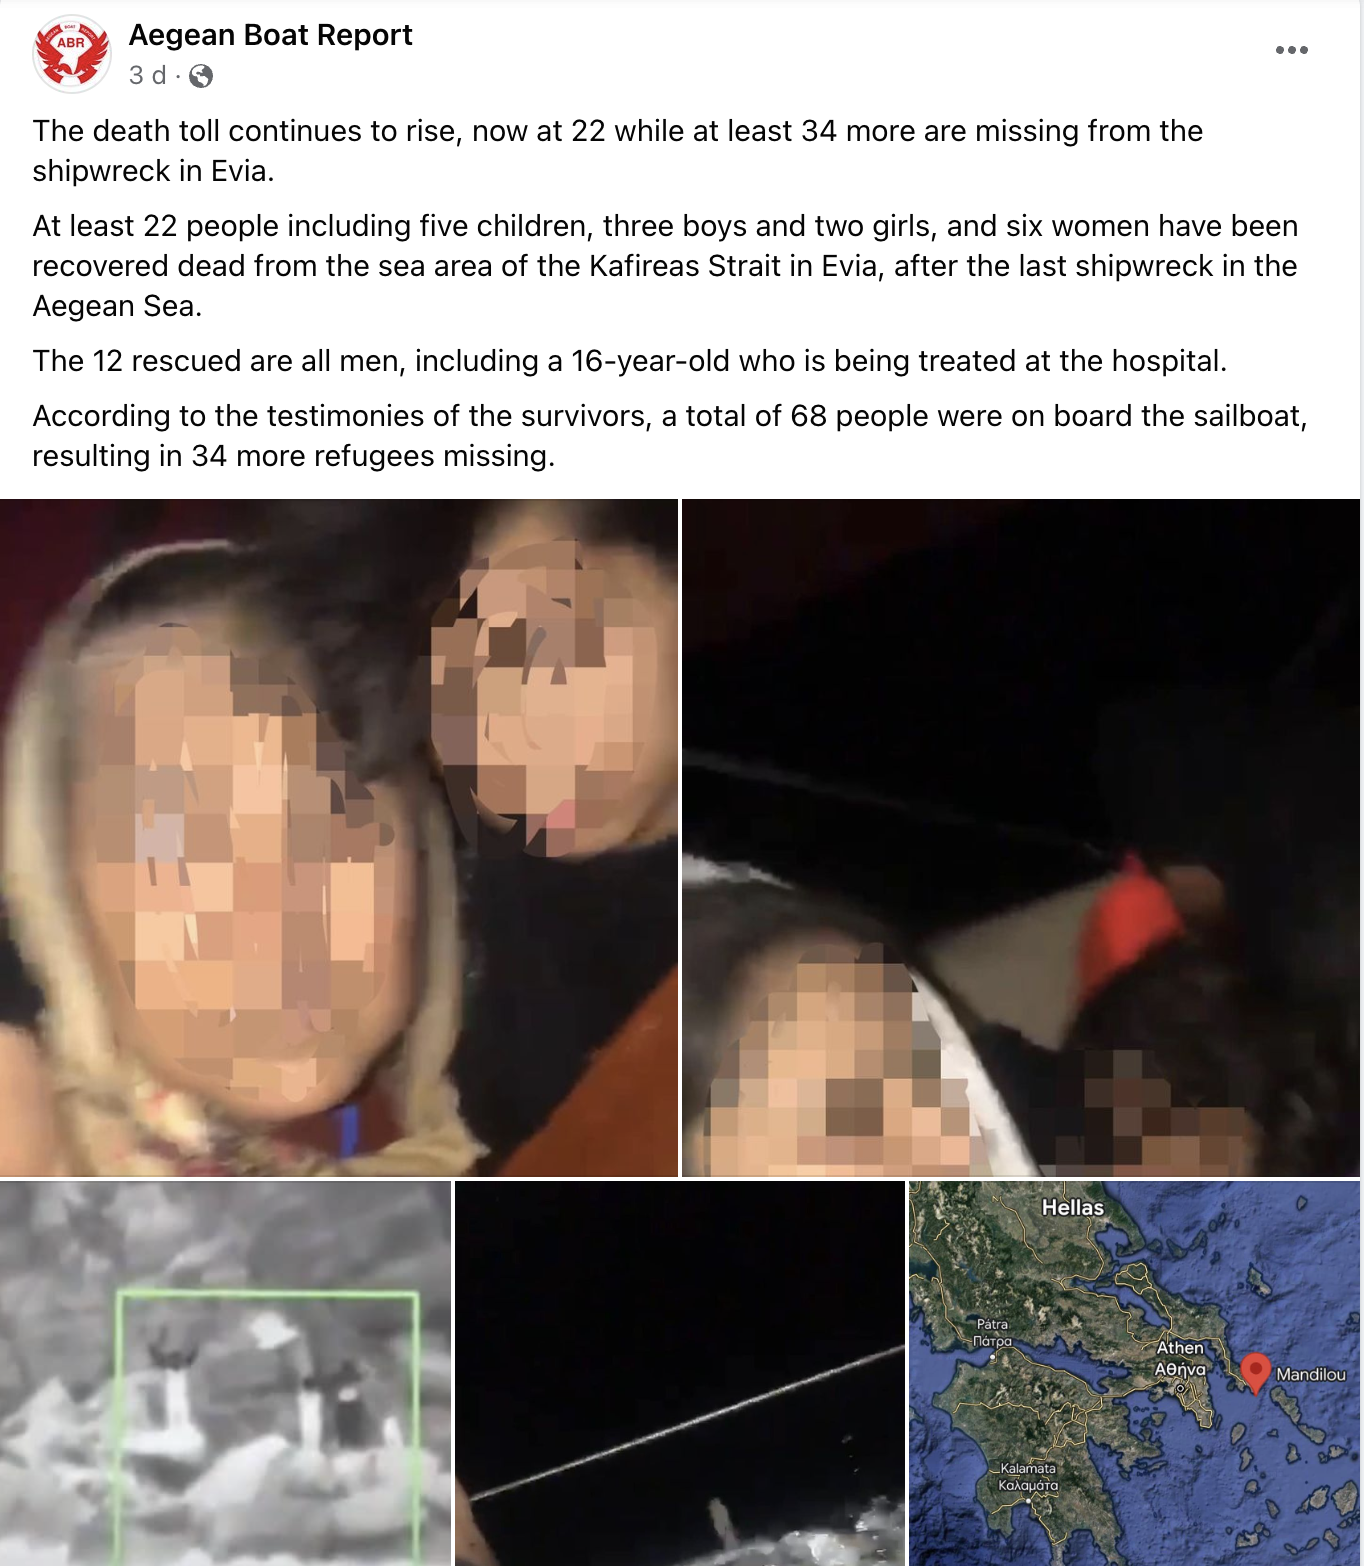 Aegean Boat Report
ABR
3 d ·
The death toll continues to rise, now at 22 while at least 34 more are missing from the
shipwreck in Evia.
At least 22 people including five children, three boys and two girls, and six women have been
recovered dead from the sea area of the Kafireas Strait in Evia, after the last shipwreck in the
Aegean Sea.
The 12 rescued are all men, including a 16-year-old who is being treated at the hospital.
According to the testimonies of the survivors, a total of 68 people were on board the sailboat,
resulting in 34 more refugees missing.
Hellas
Pátra
Πάτρα
Athen
Αθήνα
Mandilou
Kalamata
Καλαμάτα